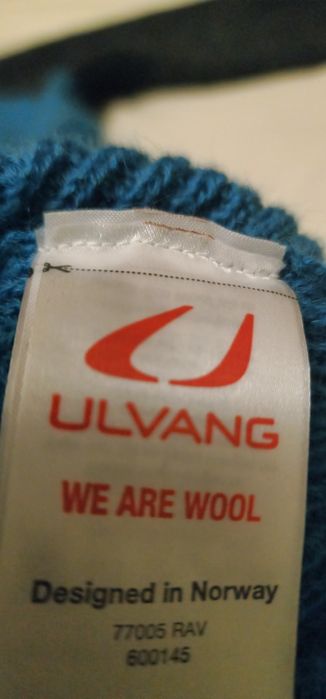 ULVANG
WE ARE WOOL
Designed in Norway
77005 RAV
600145